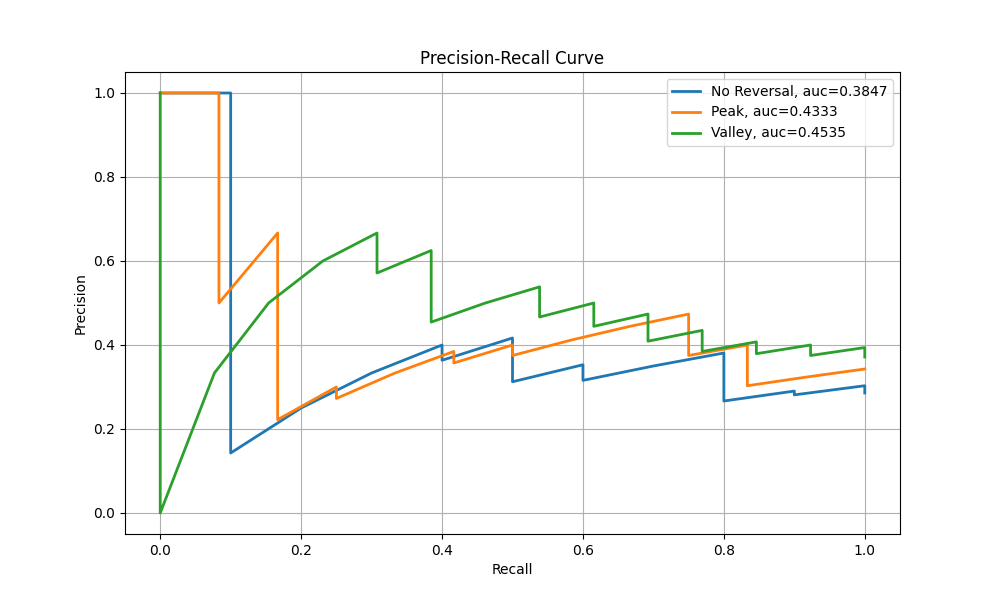 Precision-Recall Curve
No Reversal, auc=0.3847
Peak, auc=0.4333
Valley, auc=0.4535
Precision
1.0
0.8
0.6
0.4
0.2
0.0
0.0 0.2 0.4 0.6 0.8 1.0
Recall